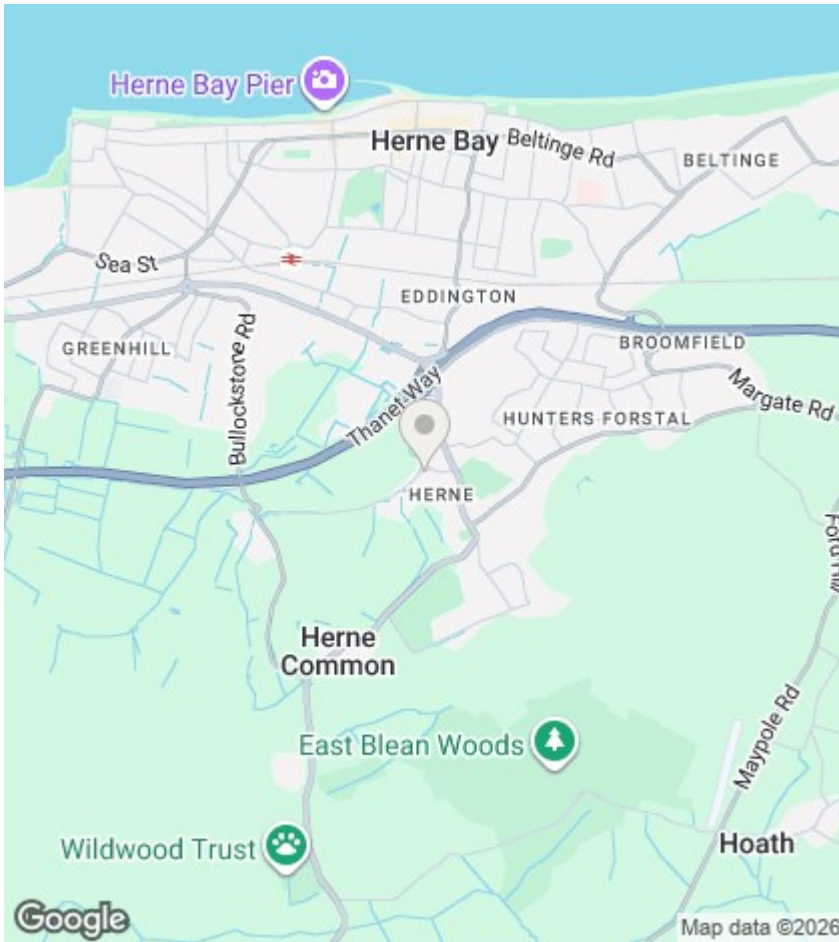 Herne Bay Pier
Herne Bay
Beltinge Rd
BELTINGE
Sea St
EDDINGTON
GREENHILL
Bullockstone Rd
BROOMFIELD
Thanet Way
Margate Rd
HUNTERS FORSTAL
HERNE
Ford Hill
Herne
Common
Maypole Rd
East Blean Woods
Wildwood Trust
Hoath
Google
Map data ©2026